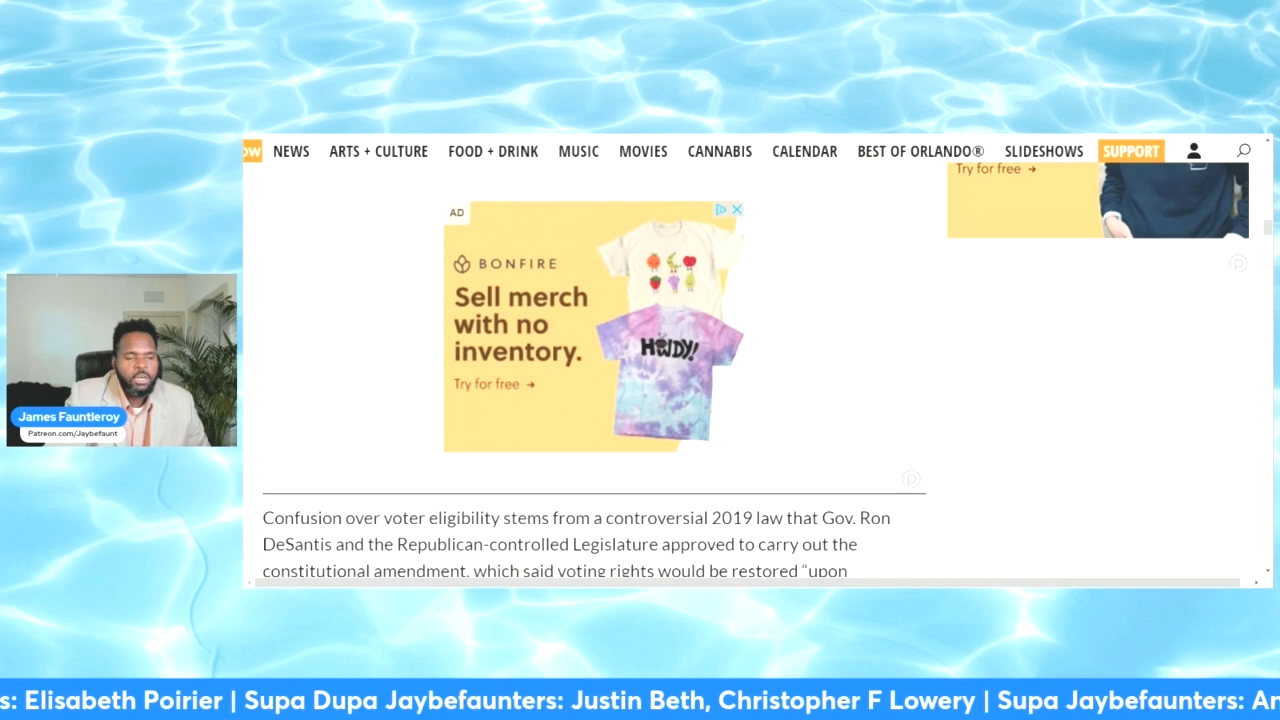 OW NEWS ARTS + CULTURE FOOD + DRINK MUSIC MOVIES CANNABIS CALENDAR BEST OF ORLANDO® SLIDESHOWS SUPPORT
Try for free →
AD
BONFIRE
Sell merch
with no
inventory.
Try for free →
HOWDY!
James Fauntleroy
Patreon.com/Jaybefaunt
Confusion over voter eligibility stems from a controversial 2019 law that Gov. Ron
DeSantis and the Republican-controlled Legislature approved to carry out the
constitutional amendment, which said voting rights would be restored “upon
s: Elisabeth Poirier | Supa Dupa Jaybefaunters: Justin Beth, Christopher F Lowery | Supa Jaybefaunters: An